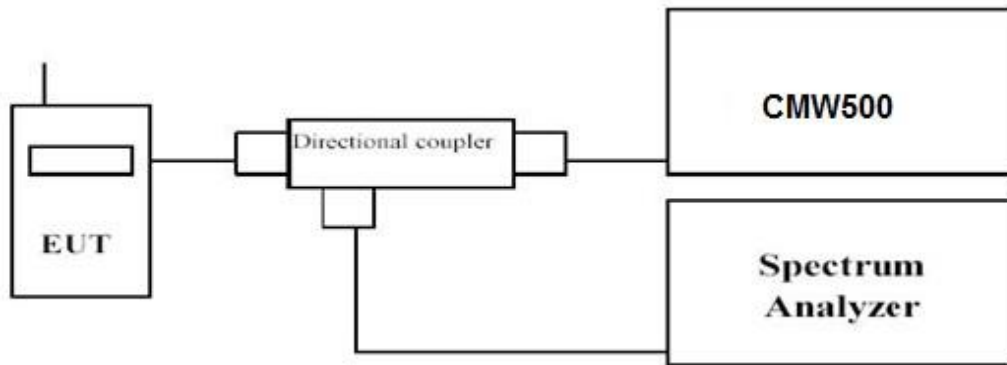 CMW500
Directional coupler
EUT
Spectrum
Analyzer